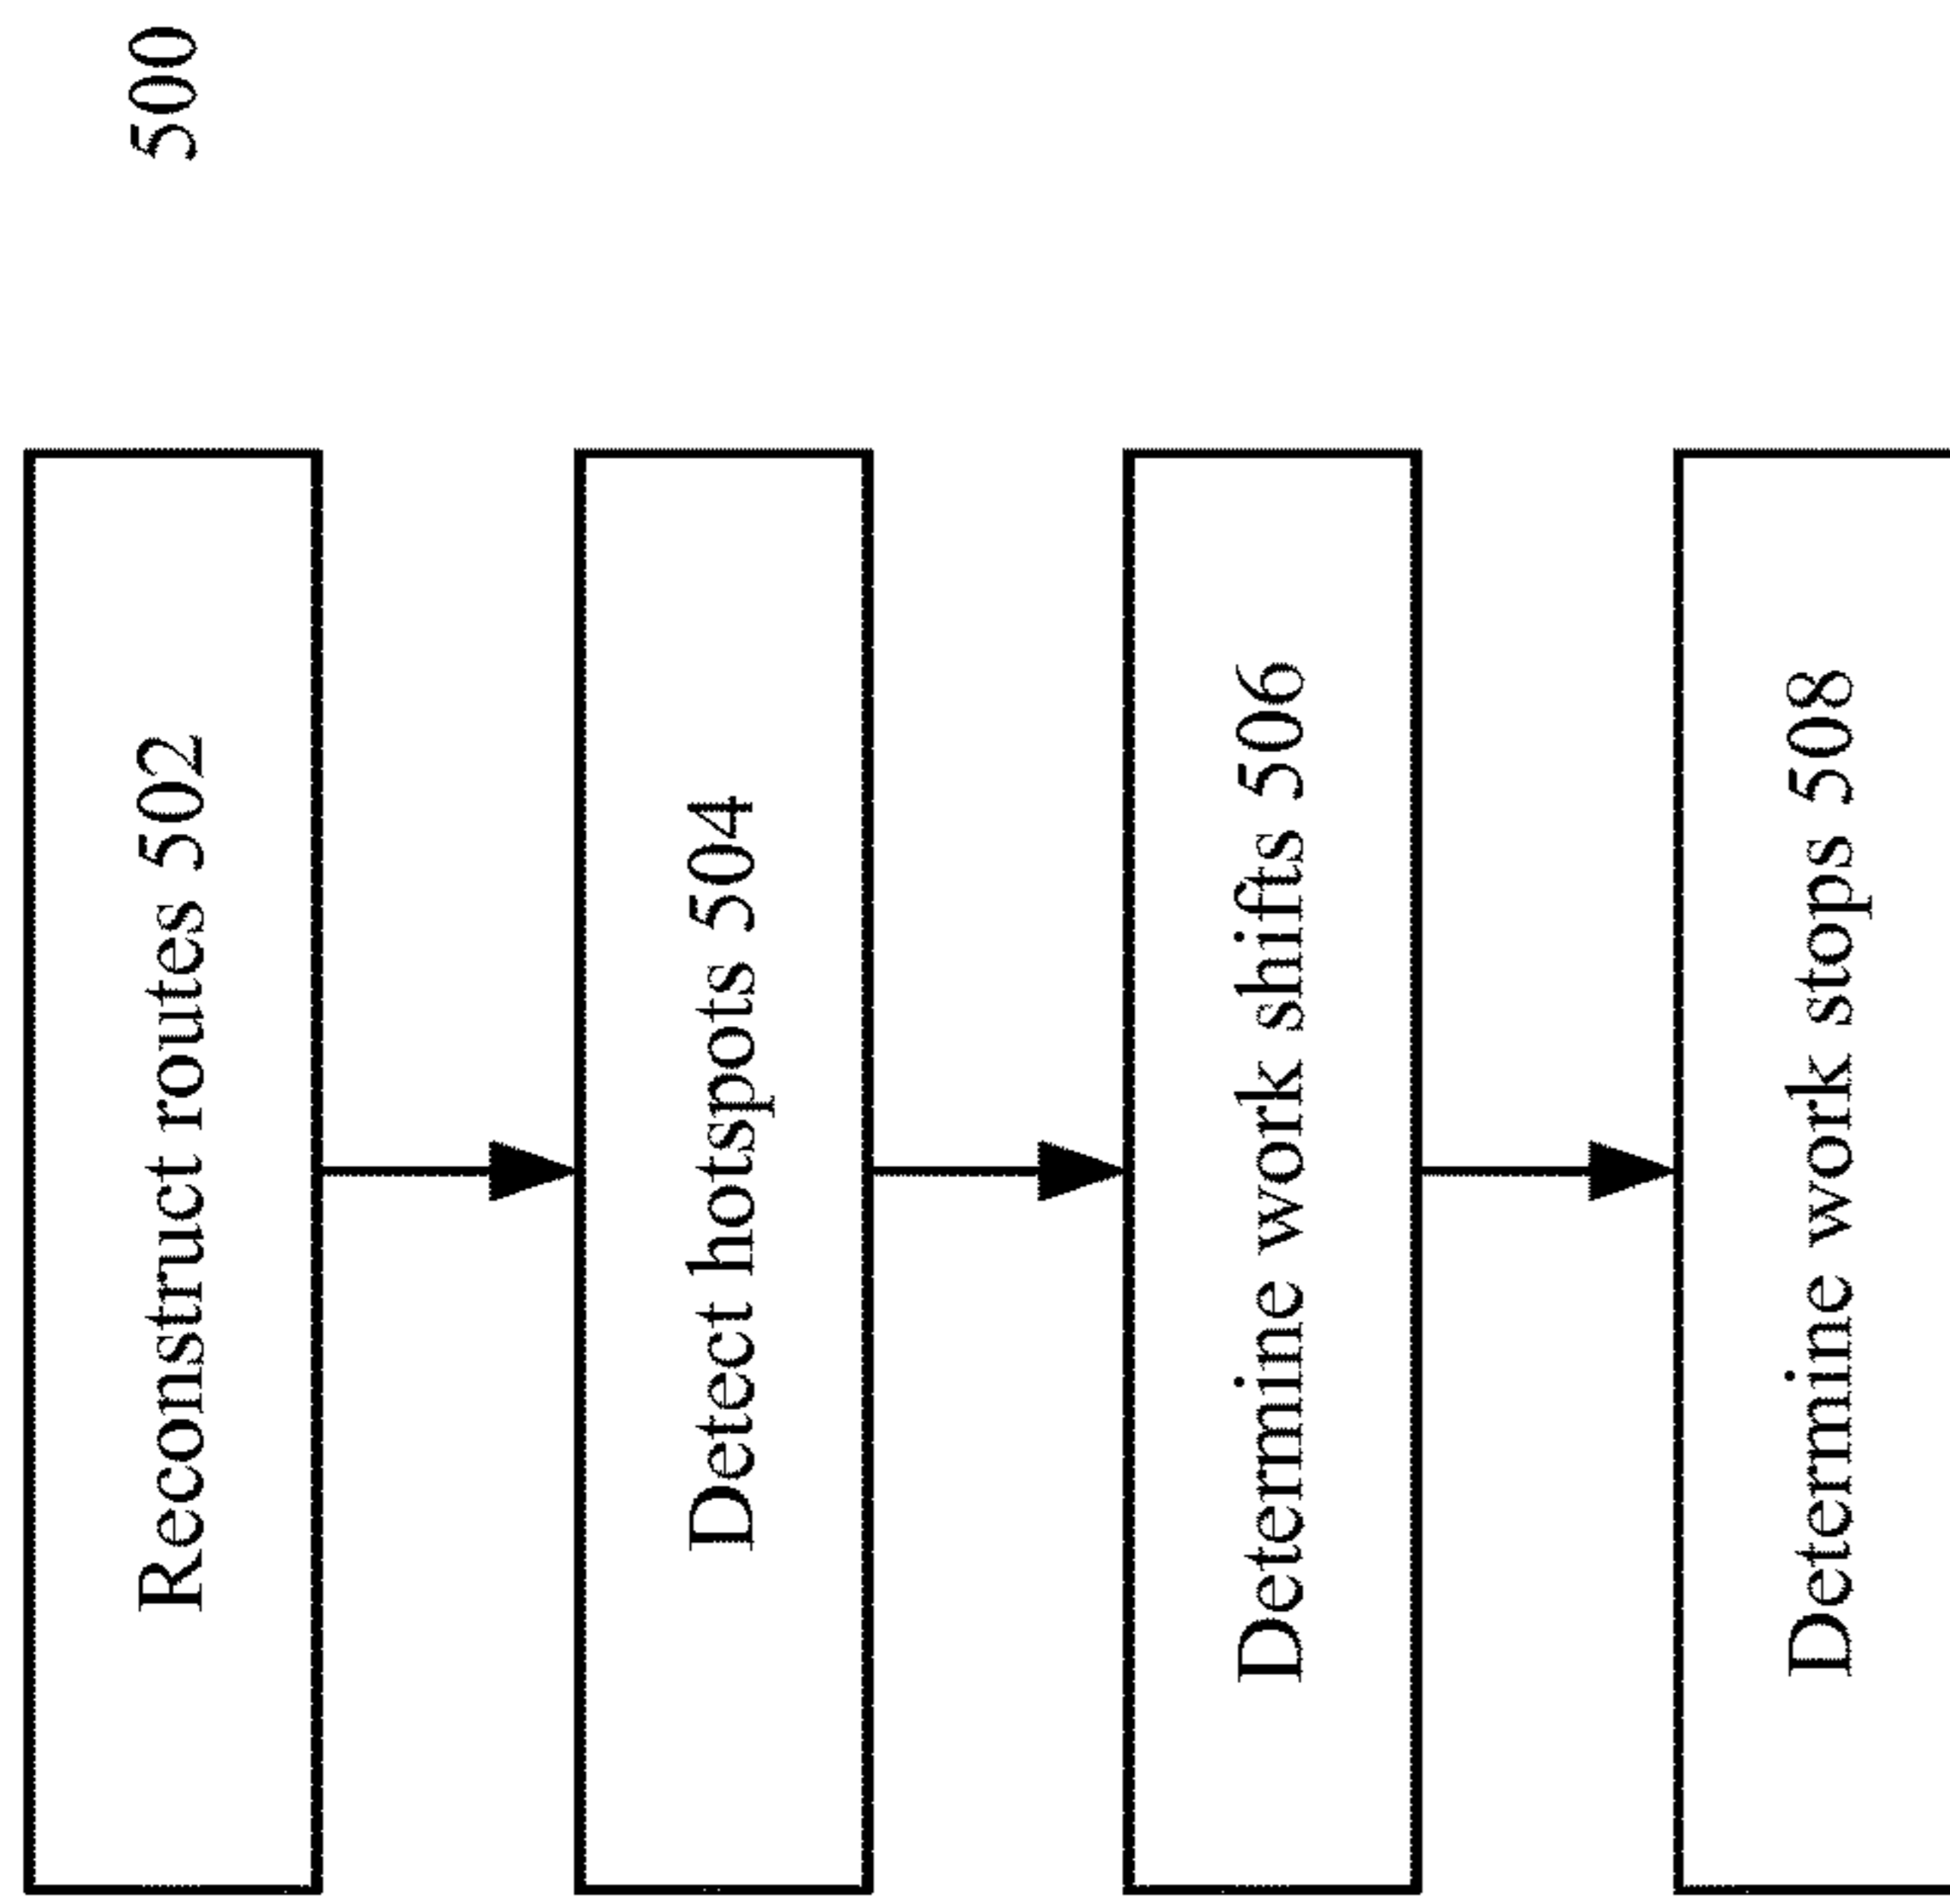 500
Reconstruct routes 502
Detect hotspots 504
Determine work shifts 506
Determine work stops 508